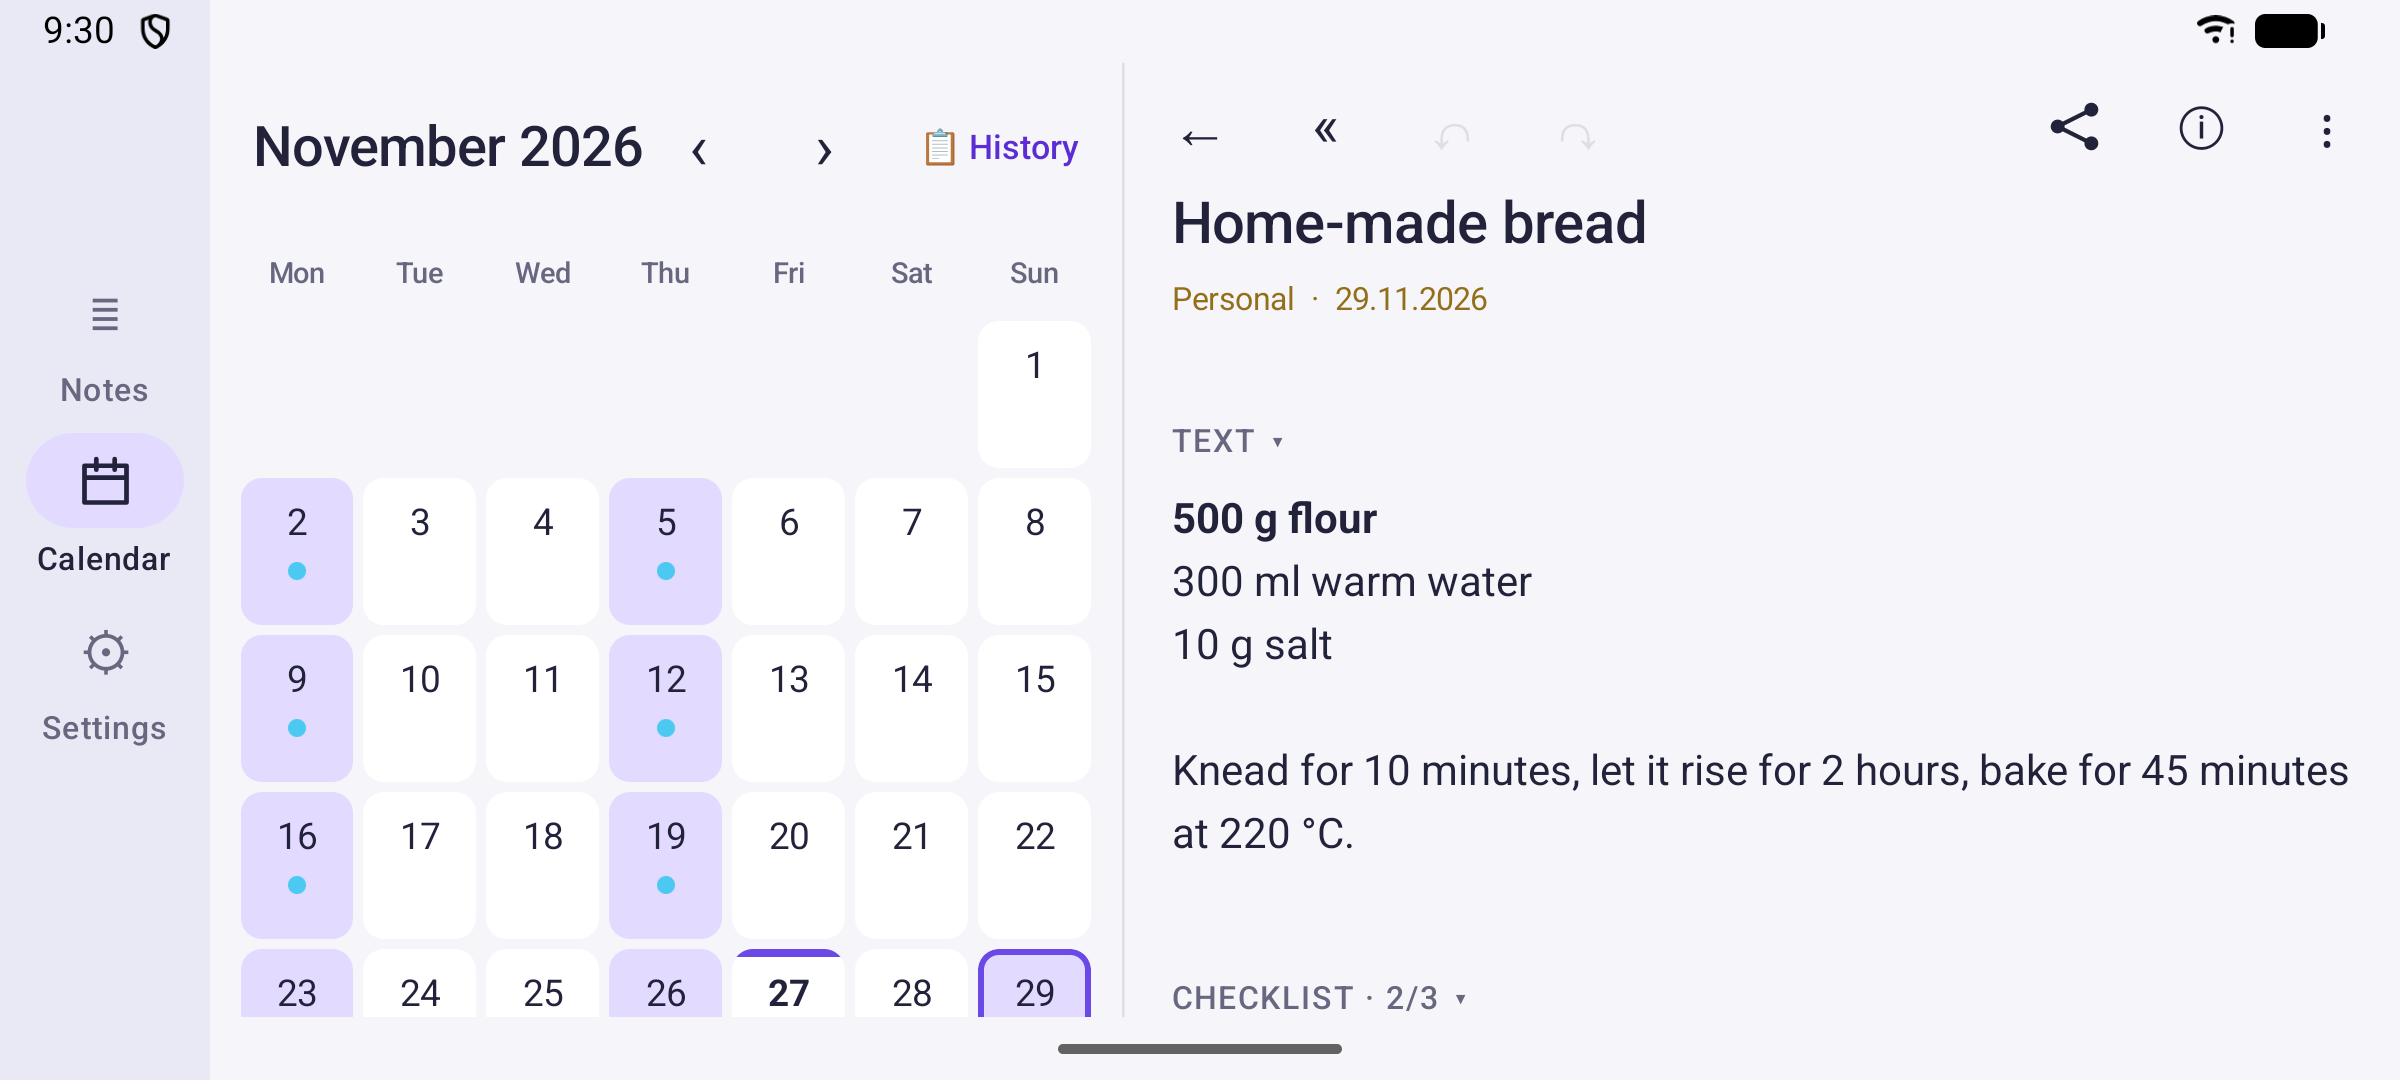 9:30
November 2026 ‹ › 📋 History
Mon Tue Wed Thu Fri Sat Sun
1
2 3 4 5 6 7 8
9 10 11 12 13 14 15
16 17 18 19 20 21 22
23 24 25 26 27 28 29
Notes
Calendar
Settings
← «
Home-made bread
Personal · 29.11.2026
TEXT ▾
500 g flour
300 ml warm water
10 g salt
Knead for 10 minutes, let it rise for 2 hours, bake for 45 minutes
at 220 °C.
CHECKLIST · 2/3 ▾